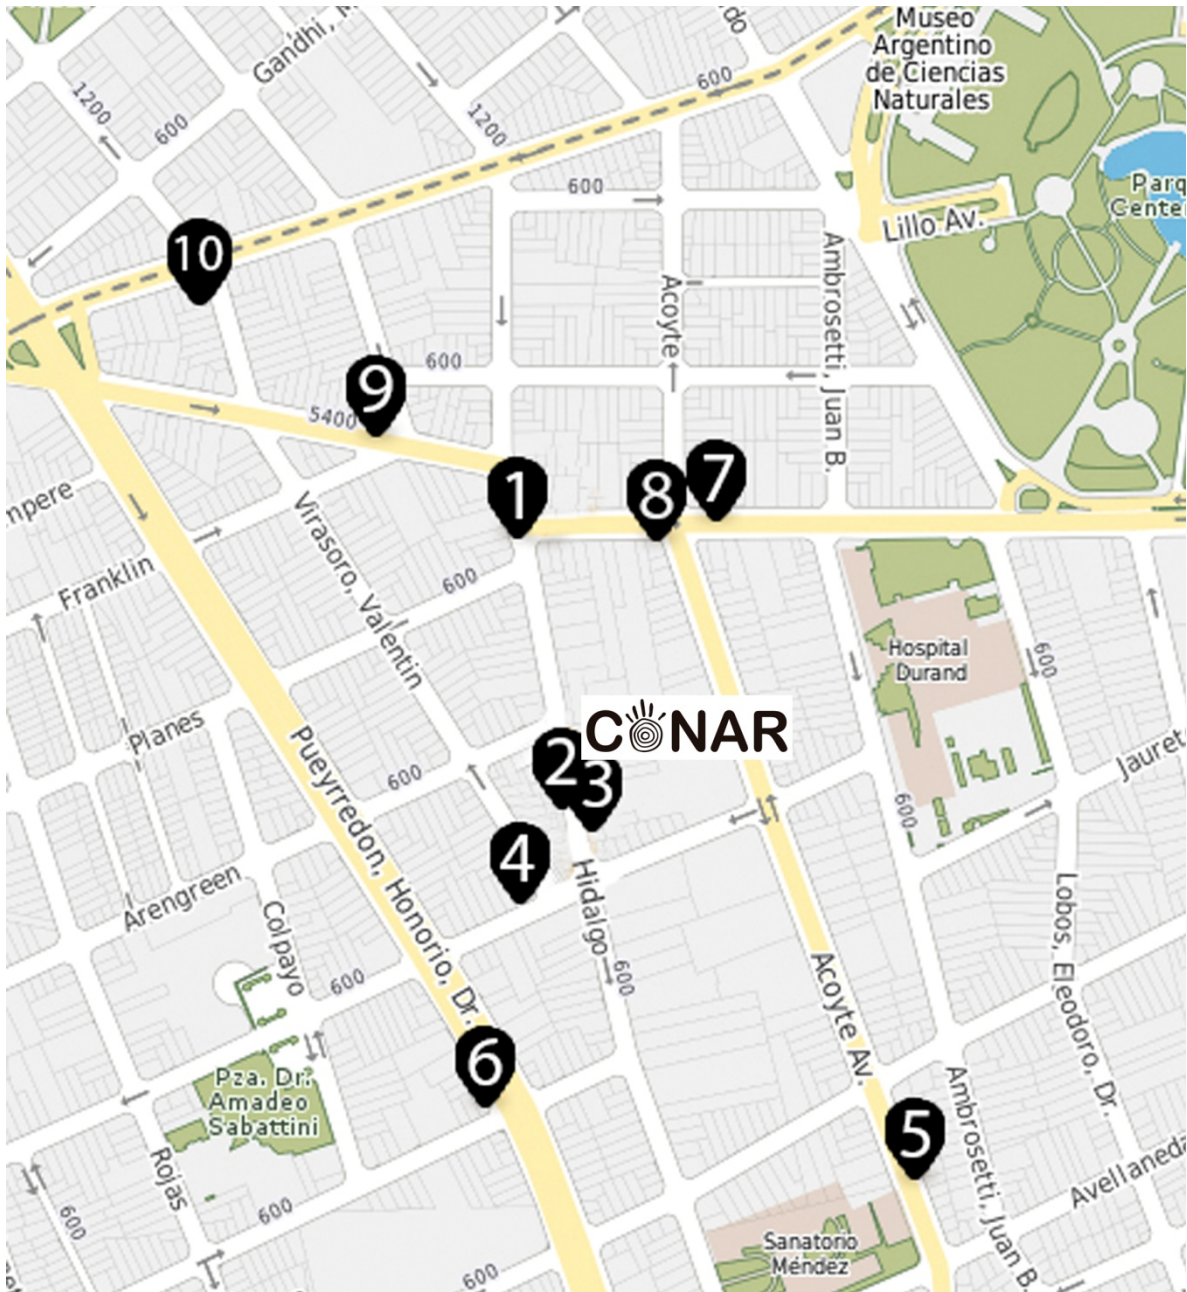 Museo
Argentino
de Ciencias
Naturales
Gandhi,
600
1200
600
1200
600
Parq
Center
Lillo Av.
10
Ambrosetti, Juan B.
Acoyte
600
9
5400
7
1
8
mpere
Virasoro, Valentin
Franklin
600
Hospital
Durand
600
Planes
CONAR
Pueyrredon, Honorio, Dr.
2
3
600
Jauret
600
4
Hidalgo
Arengreen
Colpayo
Lobos, Eleodoro, Dr.
600
600
Acoyte Av.
6
Pza. Dr.
Amadeo
Sabattini
Ambrosetti, Juan B.
5
Rojas
Avellaneda
600
600
Sanatorio
Méndez
600